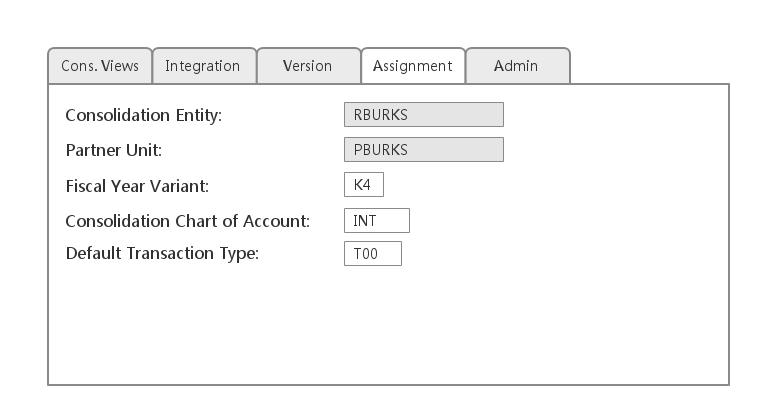 Cons. Views Integration Version Assignment Admin
Consolidation Entity: RBURKS
Partner Unit: PBURKS
Fiscal Year Variant: K4
Consolidation Chart of Account: INT
Default Transaction Type: T00